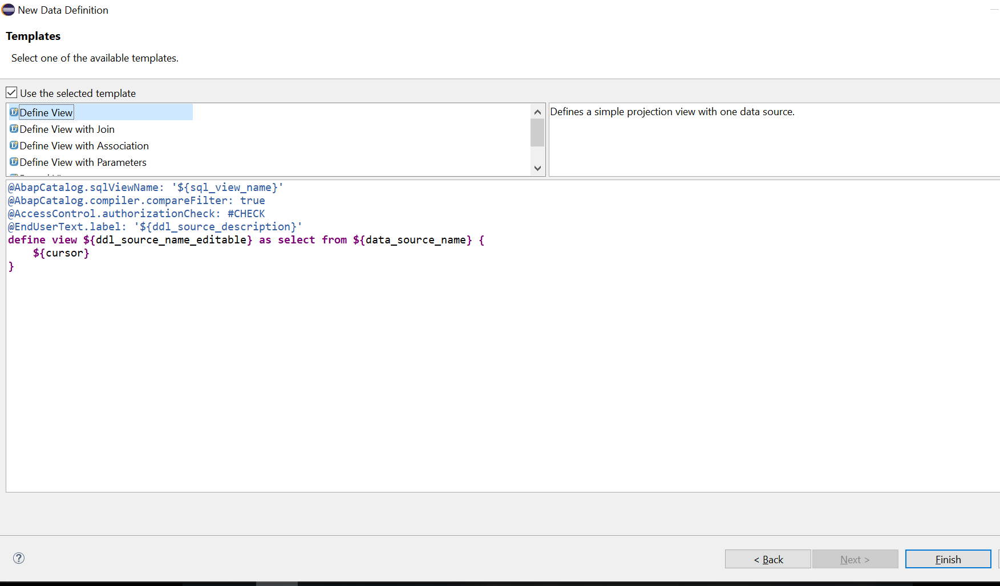 New Data Definition
Templates
Select one of the available templates.
Use the selected template
Define View
Define View with Join
Define View with Association
Define View with Parameters
Defines a simple projection view with one data source.
@AbapCatalog.sqlViewName: '${sql_view_name}'
@AbapCatalog.compiler.compareFilter: true
@AccessControl.authorizationCheck: #CHECK
@EndUserText.label: '${ddl_source_description}'
define view ${ddl_source_name_editable} as select from ${data_source_name} {
    ${cursor}
}
< Back
Next >
Finish